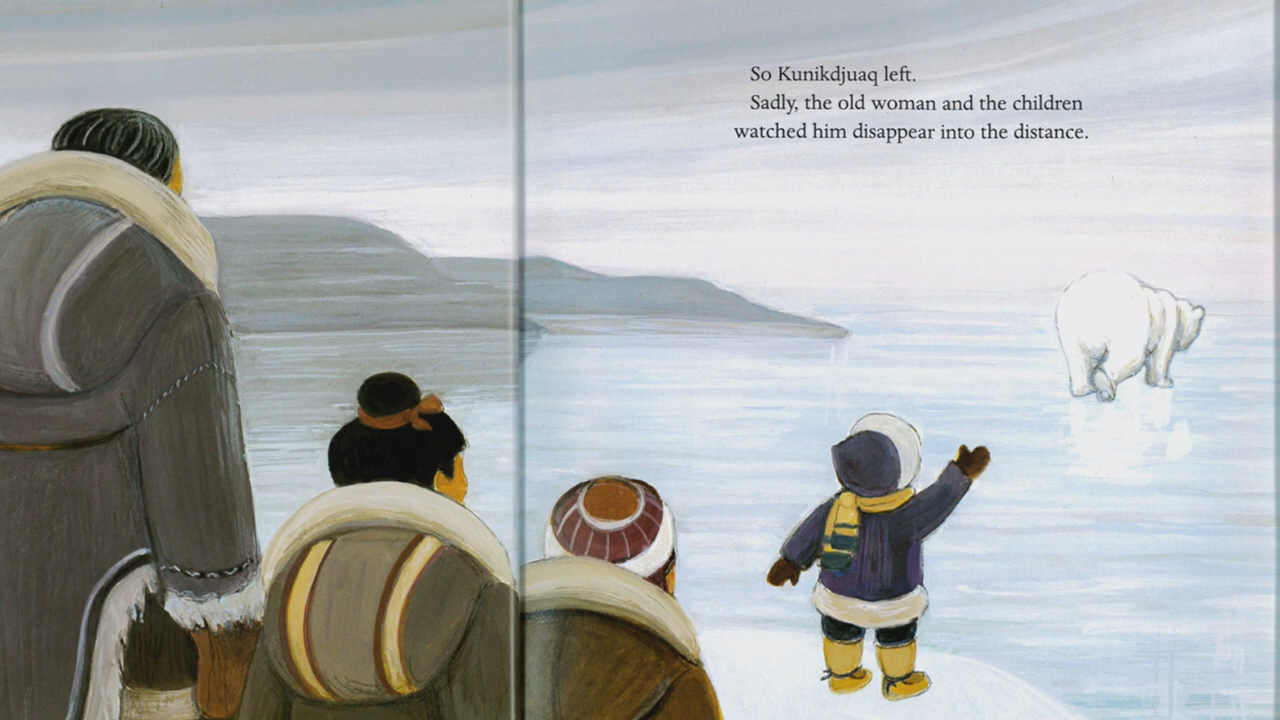 So Kunikdjuaq left.
Sadly, the old woman and the children
watched him disappear into the distance.